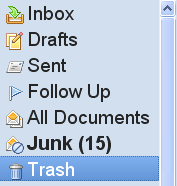 Inbox
Drafts
Sent
Follow Up
All Documents
Junk (15)
Trash